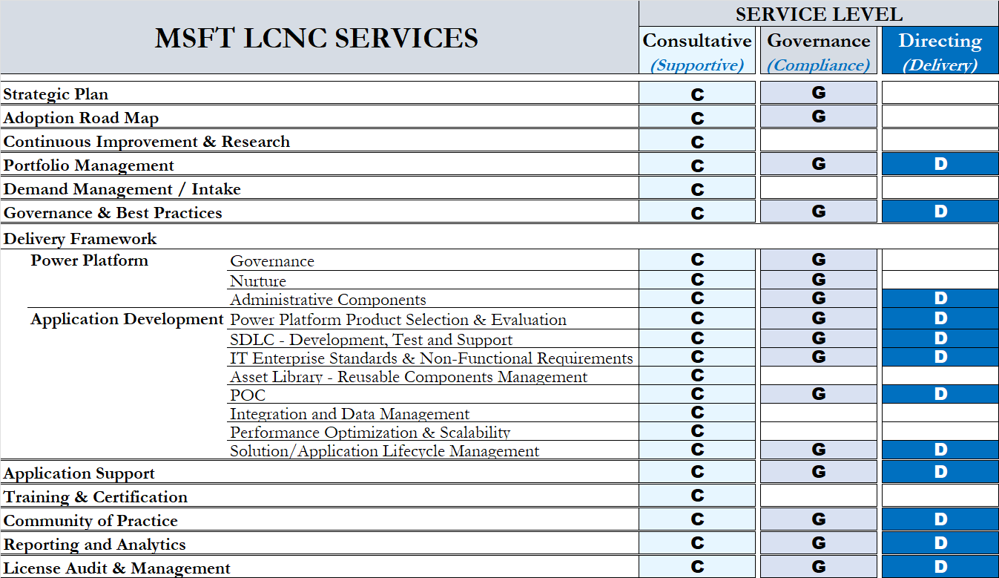 MSFT LCNC SERVICES
SERVICE LEVEL
Consultative Governance Directing
(Supportive) (Compliance) (Delivery)
Strategic Plan C G
Adoption Road Map C G
Continuous Improvement & Research C
Portfolio Management C G D
Demand Management / Intake C
Governance & Best Practices C G D
Delivery Framework
Power Platform Governance C G
Nurture C G
Administrative Components C G D
Application Development Power Platform Product Selection & Evaluation C G D
SDLC - Development, Test and Support C G D
IT Enterprise Standards & Non-Functional Requirements C G D
Asset Library - Reusable Components Management C
POC C G D
Integration and Data Management C
Performance Optimization & Scalability C
Solution/Application Lifecycle Management C G D
Application Support C G D
Training & Certification C
Community of Practice C G D
Reporting and Analytics C G D
License Audit & Management C G D